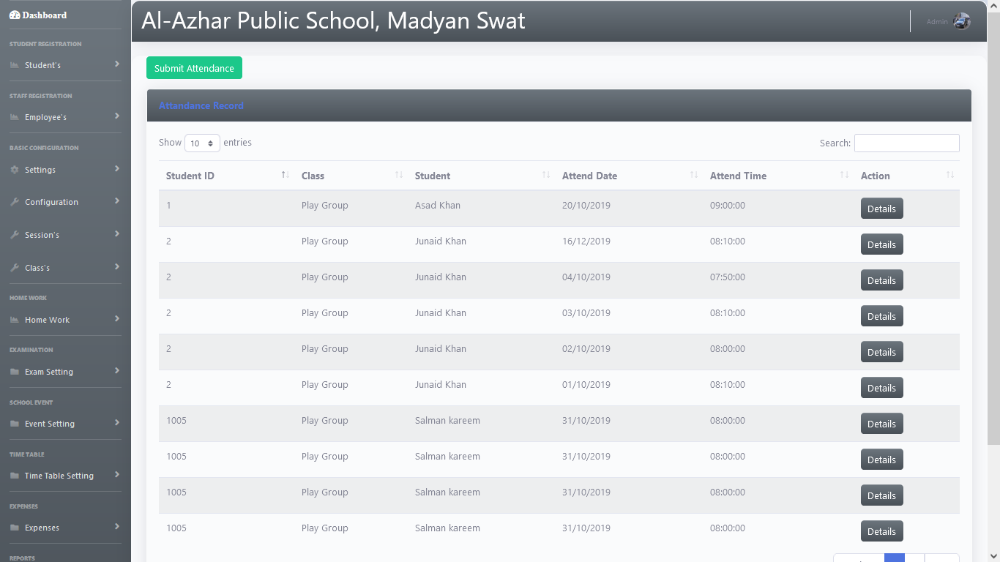 Dashboard
STUDENT REGISTRATION
Student's
STAFF REGISTRATION
Employee's
BASIC CONFIGURATION
Settings
Configuration
Session's
Class's
HOME WORK
Home Work
EXAMINATION
Exam Setting
SCHOOL EVENT
Event Setting
TIME TABLE
Time Table Setting
EXPENSES
Expenses
REPORTS
Al-Azhar Public School, Madyan Swat
Admin
Submit Attendance
Attandance Record
Show 10 entries
Search:
Student ID Class Student Attend Date Attend Time Action
1 Play Group Asad Khan 20/10/2019 09:00:00 Details
2 Play Group Junaid Khan 16/12/2019 08:10:00 Details
2 Play Group Junaid Khan 04/10/2019 07:50:00 Details
2 Play Group Junaid Khan 03/10/2019 08:10:00 Details
2 Play Group Junaid Khan 02/10/2019 08:00:00 Details
2 Play Group Junaid Khan 01/10/2019 08:10:00 Details
1005 Play Group Salman kareem 31/10/2019 08:00:00 Details
1005 Play Group Salman kareem 31/10/2019 08:00:00 Details
1005 Play Group Salman kareem 31/10/2019 08:00:00 Details
1005 Play Group Salman kareem 31/10/2019 08:00:00 Details